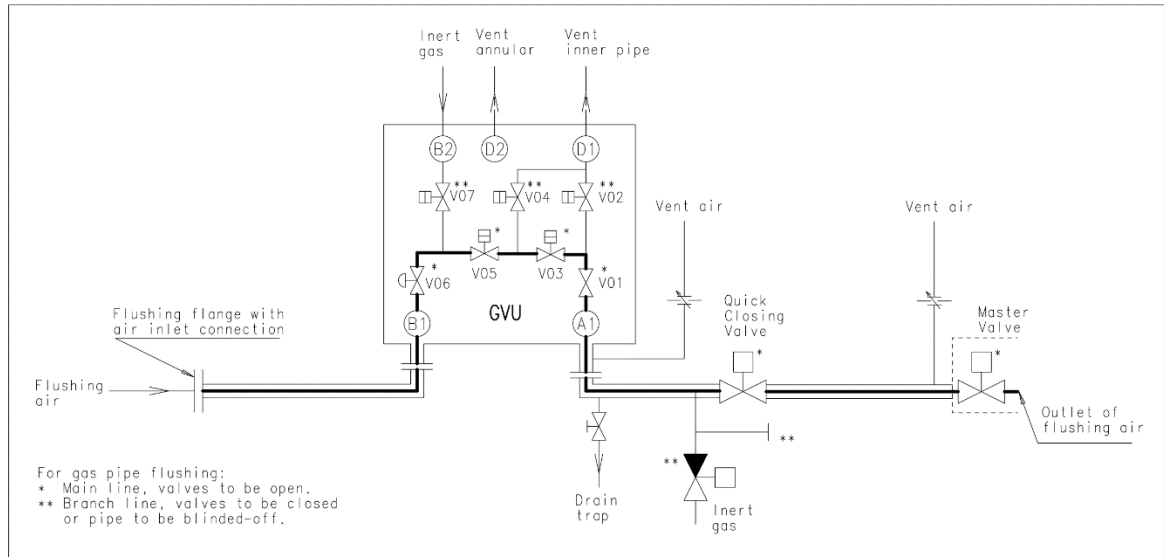 Inert
gas
Vent
annular
Vent
inner pipe
B2
D2
D1
**
V07
**
V04
**
V02
*
V05
*
V03
*
V06
*
V01
B1
GVU
A1
Vent air
Vent air
Quick
Closing
Valve
*
Master
Valve
*
Flushing flange with
air inlet connection
Flushing
air
Outlet of
flushing air
**
**
Drain
trap
Inert
gas
For gas pipe flushing:
* Main line, valves to be open.
** Branch line, valves to be closed
or pipe to be blinded-off.